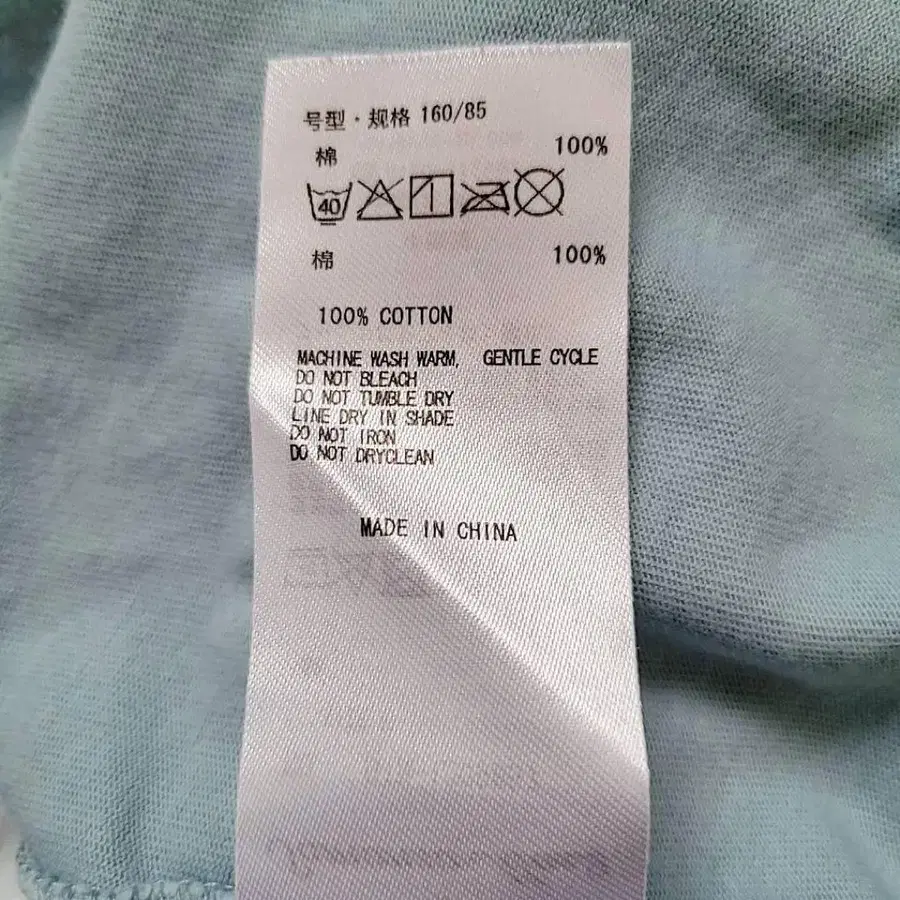 号型·规格 160/85
棉 100%
40
棉 100%
100% COTTON
MACHINE WASH WARM, GENTLE CYCLE
DO NOT BLEACH
DO NOT TUMBLE DRY
LINE DRY IN SHADE
DO NOT IRON
DO NOT DRYCLEAN
MADE IN CHINA